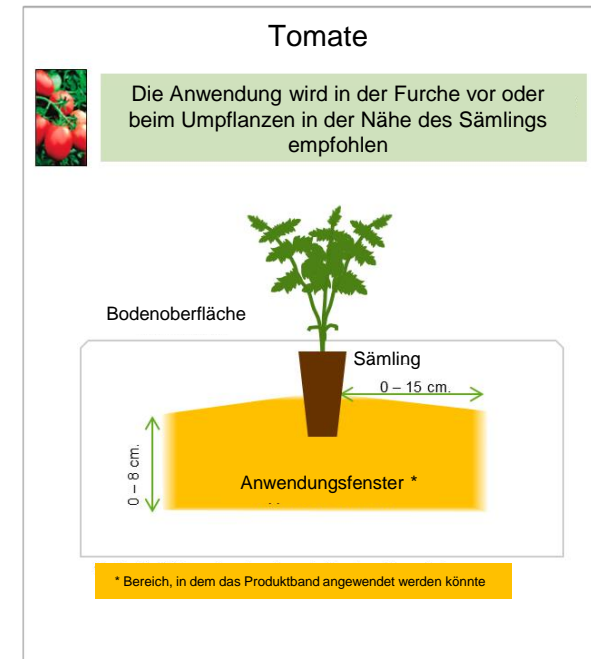 Tomate
Die Anwendung wird in der Furche vor oder
beim Umpflanzen in der Nähe des Sämlings
empfohlen
Bodenoberfläche
Sämling
0 – 15 cm.
0 – 8 cm.
Anwendungsfenster *
* Bereich, in dem das Produktband angewendet werden könnte